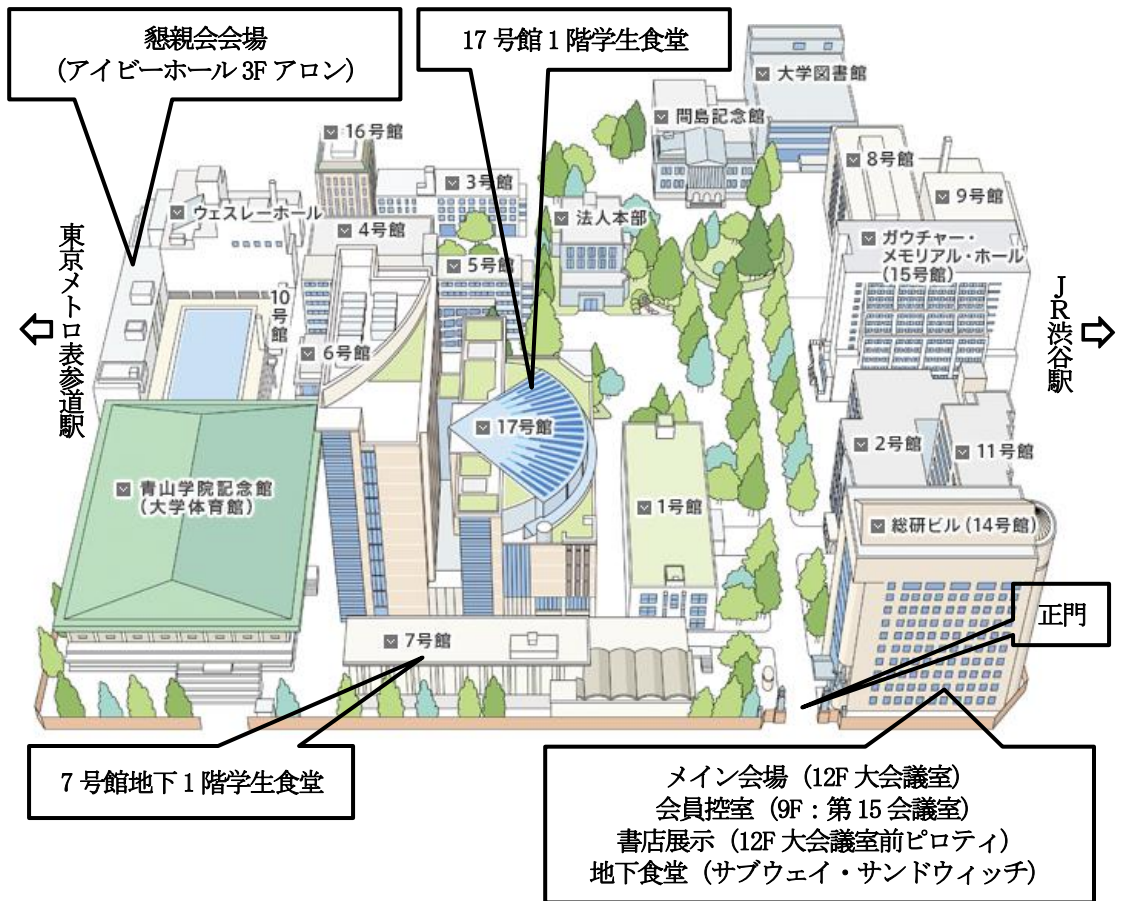 懇親会会場
(アイビーホール 3F アロン)
17 号館 1 階学生食堂
大学図書館
間島記念館
16号館
8号館
3号館
9号館
ウェスレーホール
法人本部
4号館
ガウチャー・
メモリアル・ホール
(15号館)
5号館
東京メトロ表参道駅
10号館
JR渋谷駅
6号館
17号館
2号館
11号館
青山学院記念館
(大学体育館)
1号館
総研ビル (14号館)
正門
7号館
7 号館地下 1 階学生食堂
メイン会場 (12F 大会議室)
会員控室 (9F：第 15 会議室)
書店展示 (12F 大会議室前ピロティ)
地下食堂 (サブウェイ・サンドウィッチ)